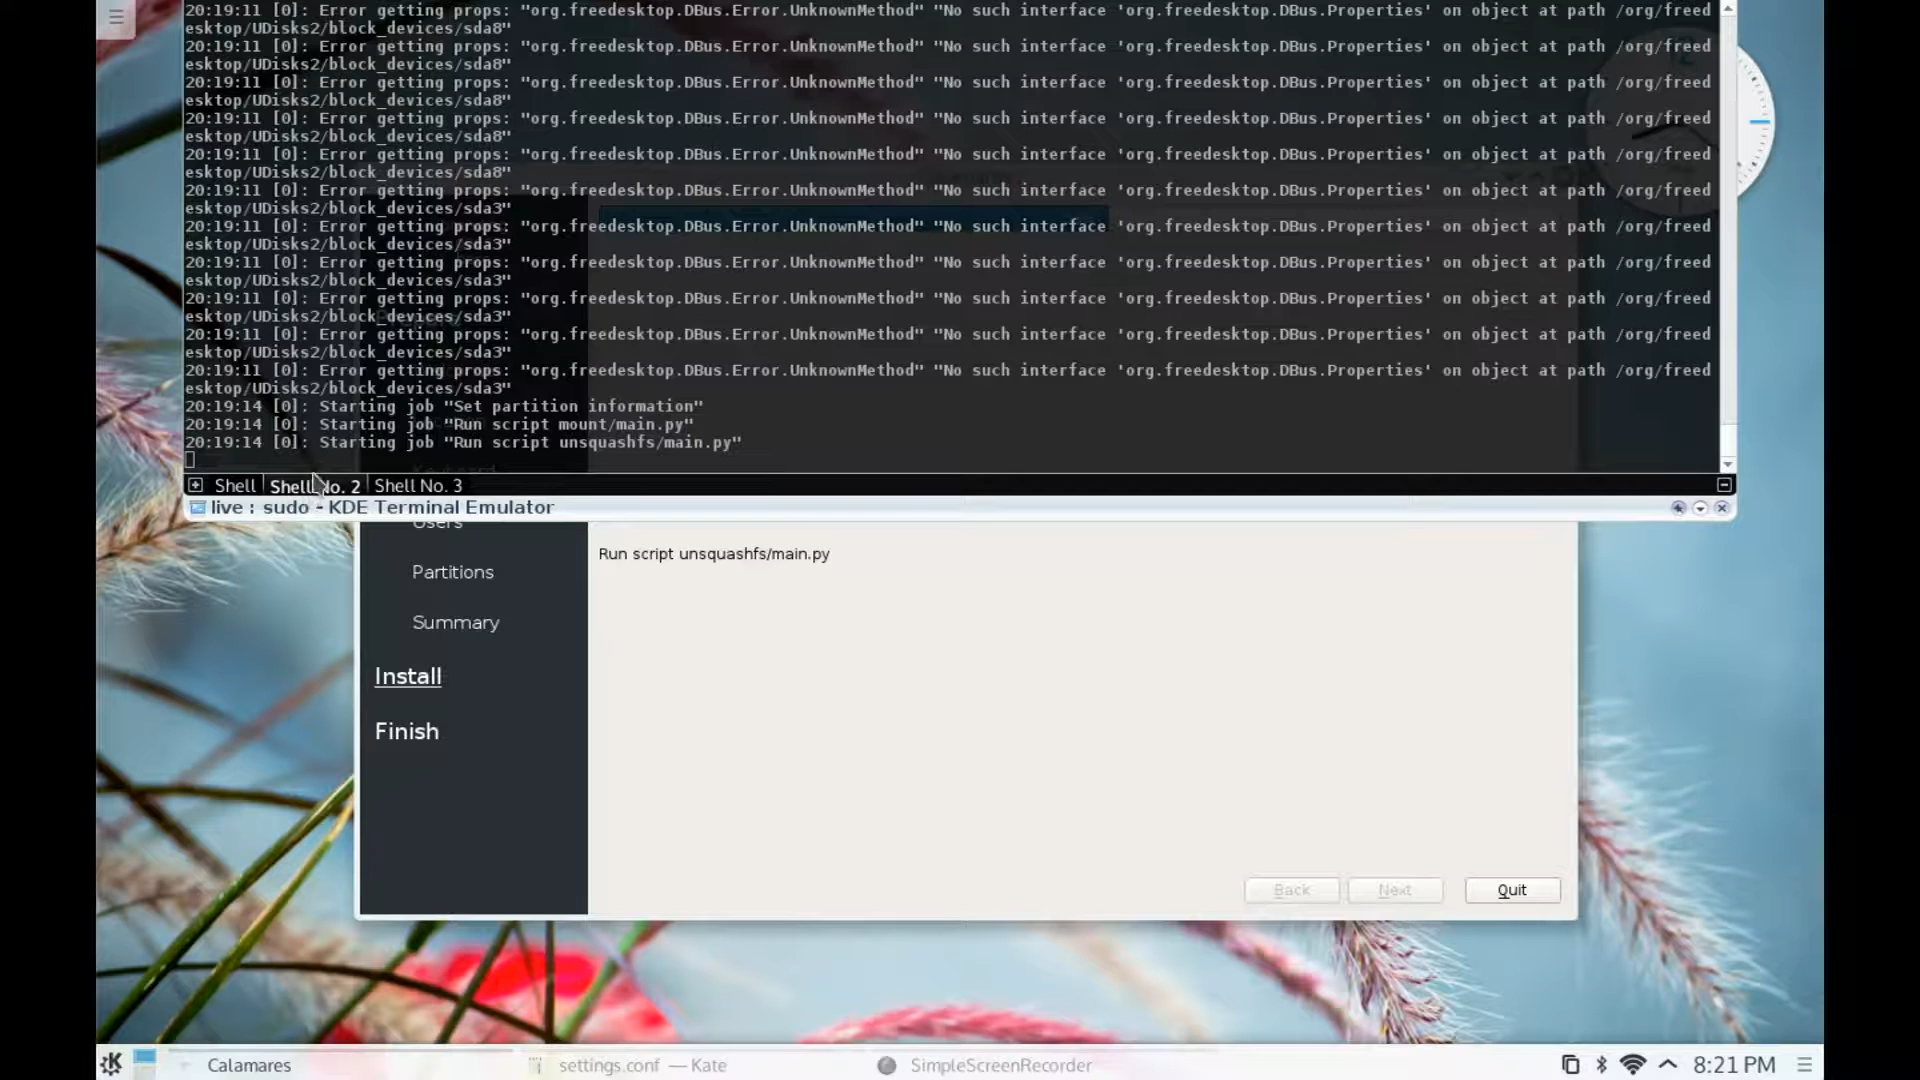 20:19:11 [0]: Error getting props: "org.freedesktop.DBus.Error.UnknownMethod" "No such interface 'org.freedesktop.DBus.Properties' on object at path /org/freed
esktop/UDisks2/block_devices/sda8"
20:19:11 [0]: Error getting props: "org.freedesktop.DBus.Error.UnknownMethod" "No such interface 'org.freedesktop.DBus.Properties' on object at path /org/freed
esktop/UDisks2/block_devices/sda8"
20:19:11 [0]: Error getting props: "org.freedesktop.DBus.Error.UnknownMethod" "No such interface 'org.freedesktop.DBus.Properties' on object at path /org/freed
esktop/UDisks2/block_devices/sda8"
20:19:11 [0]: Error getting props: "org.freedesktop.DBus.Error.UnknownMethod" "No such interface 'org.freedesktop.DBus.Properties' on object at path /org/freed
esktop/UDisks2/block_devices/sda8"
20:19:11 [0]: Error getting props: "org.freedesktop.DBus.Error.UnknownMethod" "No such interface 'org.freedesktop.DBus.Properties' on object at path /org/freed
esktop/UDisks2/block_devices/sda8"
20:19:11 [0]: Error getting props: "org.freedesktop.DBus.Error.UnknownMethod" "No such interface 'org.freedesktop.DBus.Properties' on object at path /org/freed
esktop/UDisks2/block_devices/sda3"
20:19:11 [0]: Error getting props: "org.freedesktop.DBus.Error.UnknownMethod" "No such interface 'org.freedesktop.DBus.Properties' on object at path /org/freed
esktop/UDisks2/block_devices/sda3"
20:19:11 [0]: Error getting props: "org.freedesktop.DBus.Error.UnknownMethod" "No such interface 'org.freedesktop.DBus.Properties' on object at path /org/freed
esktop/UDisks2/block_devices/sda3"
20:19:11 [0]: Error getting props: "org.freedesktop.DBus.Error.UnknownMethod" "No such interface 'org.freedesktop.DBus.Properties' on object at path /org/freed
esktop/UDisks2/block_devices/sda3"
20:19:11 [0]: Error getting props: "org.freedesktop.DBus.Error.UnknownMethod" "No such interface 'org.freedesktop.DBus.Properties' on object at path /org/freed
esktop/UDisks2/block_devices/sda3"
20:19:11 [0]: Error getting props: "org.freedesktop.DBus.Error.UnknownMethod" "No such interface 'org.freedesktop.DBus.Properties' on object at path /org/freed
esktop/UDisks2/block_devices/sda3"
20:19:14 [0]: Starting job "Set partition information"
20:19:14 [0]: Starting job "Run script mount/main.py"
20:19:14 [0]: Starting job "Run script unsquashfs/main.py"
Shell Shell No. 2 Shell No. 3
live : sudo - KDE Terminal Emulator
Users
Run script unsquashfs/main.py
Partitions
Summary
Install
Finish
Back Next Quit
Calamares settings.conf — Kate SimpleScreenRecorder 8:21 PM